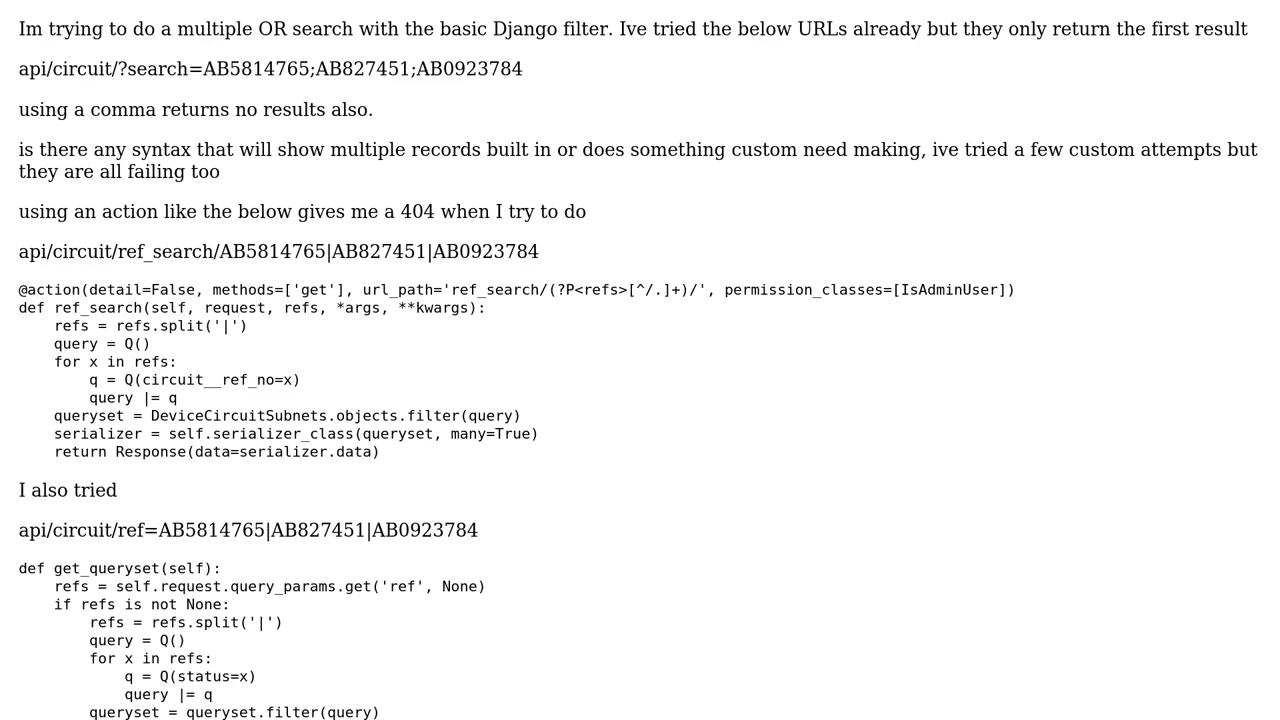 Im trying to do a multiple OR search with the basic Django filter. Ive tried the below URLs already but they only return the first result
api/circuit/?search=AB5814765;AB827451;AB0923784
using a comma returns no results also.
is there any syntax that will show multiple records built in or does something custom need making, ive tried a few custom attempts but
they are all failing too
using an action like the below gives me a 404 when I try to do
api/circuit/ref_search/AB5814765|AB827451|AB0923784
@action(detail=False, methods=['get'], url_path='ref_search/(?P<refs>[^/.]+)/', permission_classes=[IsAdminUser])
def ref_search(self, request, refs, *args, **kwargs):
    refs = refs.split('|')
    query = Q()
    for x in refs:
        q = Q(circuit__ref_no=x)
        query |= q
    queryset = DeviceCircuitSubnets.objects.filter(query)
    serializer = self.serializer_class(queryset, many=True)
    return Response(data=serializer.data)
I also tried
api/circuit/ref=AB5814765|AB827451|AB0923784
def get_queryset(self):
    refs = self.request.query_params.get('ref', None)
    if refs is not None:
        refs = refs.split('|')
        query = Q()
        for x in refs:
            q = Q(status=x)
            query |= q
        queryset = queryset.filter(query)